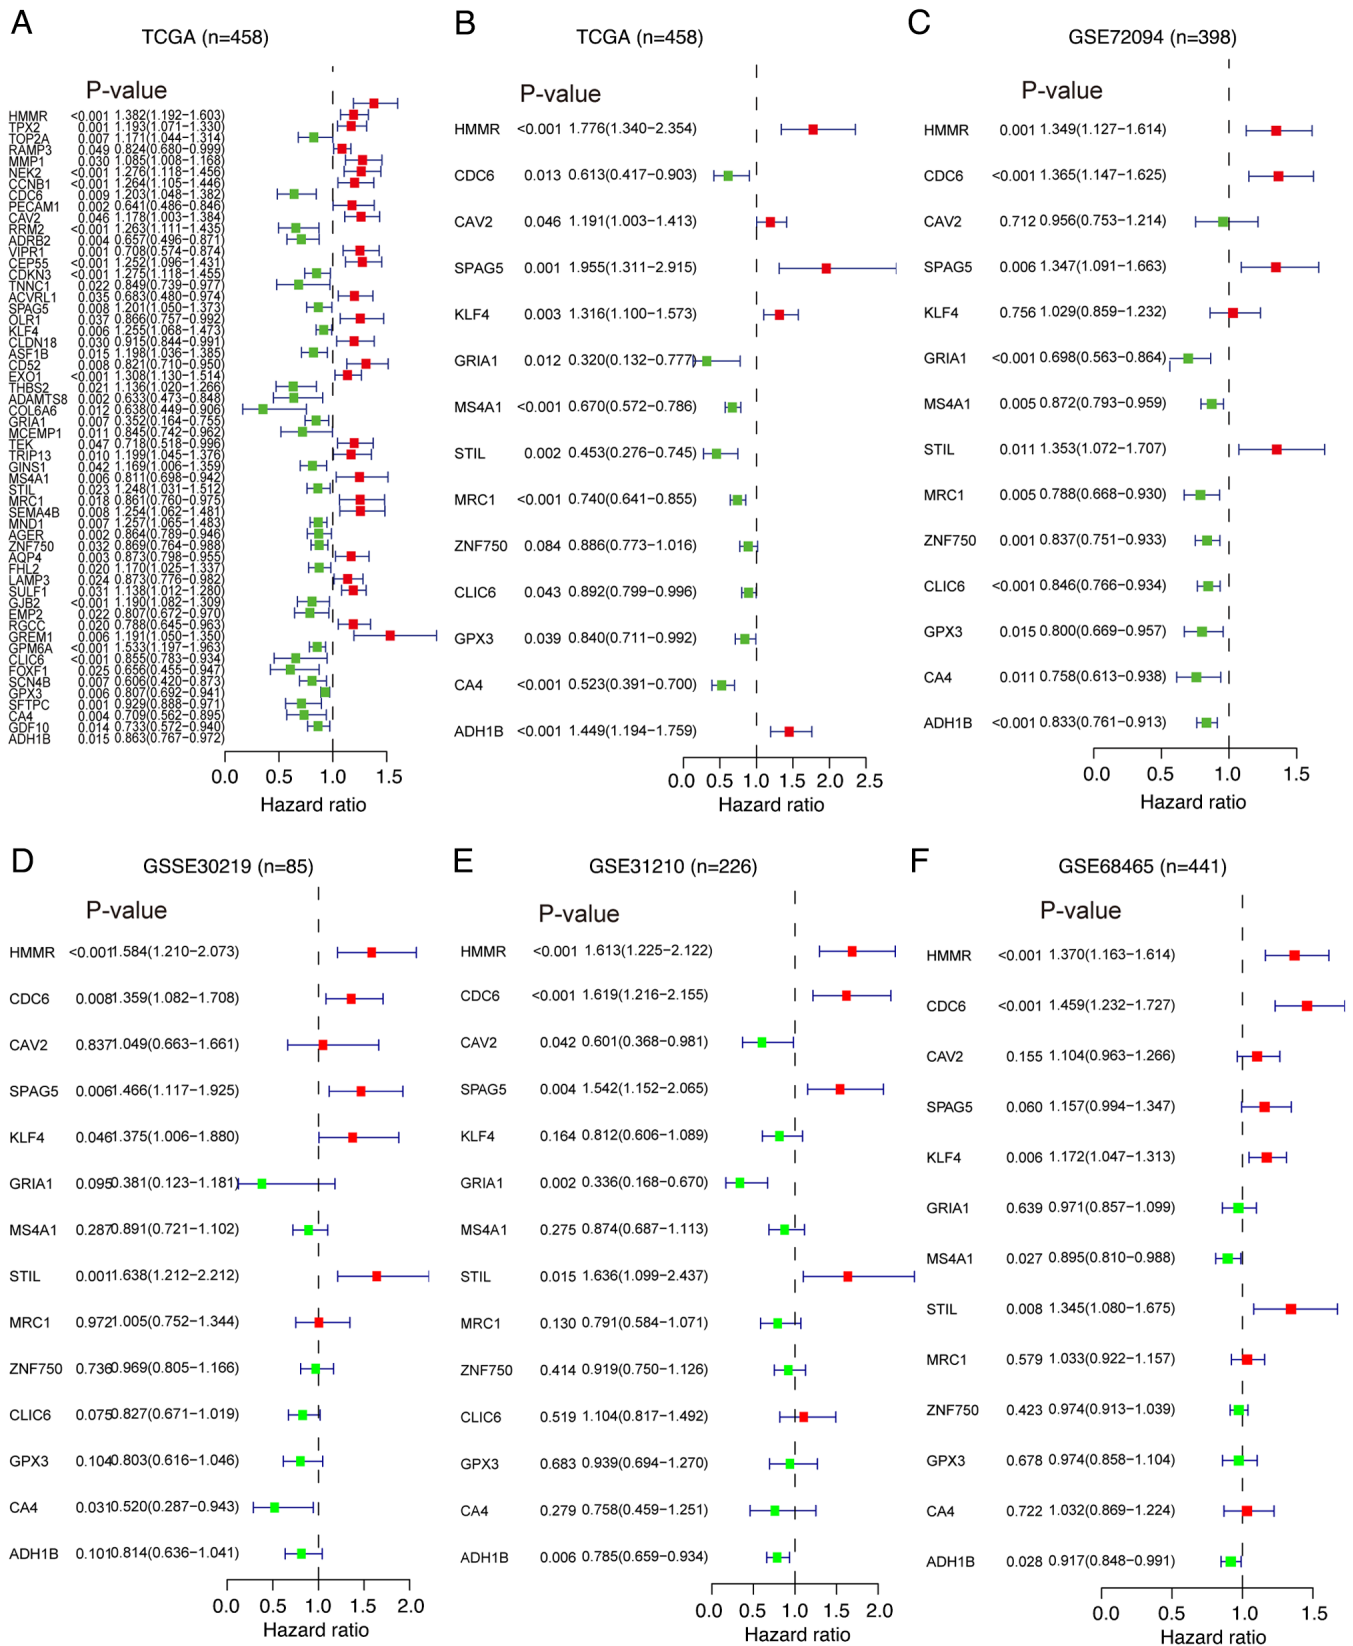 A
TCGA (n=458)
P-value
HMMR <0.001 1.382(1.192−1.603)
TPX2 0.001 1.193(1.071−1.330)
TOP2A 0.007 1.171(1.044−1.314)
RAMP3 0.049 0.824(0.680−0.999)
MMP1 0.030 1.085(1.008−1.168)
NEK2 <0.001 1.276(1.118−1.456)
CCNB1 <0.001 1.264(1.105−1.446)
CDC6 0.009 1.203(1.048−1.382)
PECAM1 0.002 0.641(0.486−0.846)
CAV2 0.046 1.178(1.003−1.384)
RRM2 <0.001 1.263(1.111−1.435)
ADRB2 0.004 0.657(0.496−0.871)
VIPR1 0.001 0.708(0.574−0.874)
CEP55 <0.001 1.252(1.096−1.431)
CDKN3 <0.001 1.275(1.118−1.455)
TNNC1 0.022 0.849(0.739−0.977)
ACVRL1 0.035 0.683(0.480−0.974)
SPAG5 0.008 1.201(1.050−1.373)
OLR1 0.037 0.866(0.757−0.992)
KLF4 0.006 1.255(1.068−1.473)
CLDN18 0.030 0.915(0.844−0.991)
ASF1B 0.015 1.198(1.036−1.385)
CD52 0.008 0.821(0.710−0.950)
EXO1 <0.001 1.308(1.130−1.514)
THBS2 0.021 1.136(1.020−1.266)
ADAMTS8 0.002 0.633(0.473−0.848)
COL6A6 0.012 0.638(0.449−0.906)
GRIA1 0.007 0.352(0.164−0.755)
MCEMP1 0.011 0.845(0.742−0.962)
TEK 0.047 0.718(0.518−0.996)
TRIP13 0.010 1.199(1.045−1.376)
GINS1 0.042 1.169(1.006−1.359)
MS4A1 0.006 0.811(0.698−0.942)
STIL 0.023 1.248(1.031−1.512)
MRC1 0.018 0.861(0.760−0.975)
SEMA4B 0.008 1.254(1.062−1.481)
MND1 0.007 1.257(1.065−1.483)
AGER 0.002 0.864(0.789−0.946)
ZNF750 0.032 0.869(0.764−0.988)
AQP4 0.003 0.873(0.798−0.955)
FHL2 0.020 1.170(1.025−1.337)
LAMP3 0.024 0.873(0.776−0.982)
SULF1 0.031 1.138(1.012−1.280)
GJB2 <0.001 1.190(1.082−1.309)
EMP2 0.022 0.807(0.672−0.970)
RGCC 0.020 0.788(0.645−0.963)
GREM1 0.006 1.191(1.050−1.350)
GPM6A <0.001 1.533(1.197−1.963)
CLIC6 <0.001 0.855(0.783−0.934)
FOXF1 0.025 0.656(0.455−0.947)
SCN4B 0.007 0.606(0.420−0.873)
GPX3 0.006 0.807(0.692−0.941)
SFTPC 0.001 0.929(0.888−0.971)
CA4 0.004 0.709(0.562−0.895)
GDF10 0.014 0.733(0.572−0.940)
ADH1B 0.015 0.863(0.767−0.972)
0.0 0.5 1.0 1.5
Hazard ratio
B
TCGA (n=458)
P-value
HMMR <0.001 1.776(1.340−2.354)
CDC6 0.013 0.613(0.417−0.903)
CAV2 0.046 1.191(1.003−1.413)
SPAG5 0.001 1.955(1.311−2.915)
KLF4 0.003 1.316(1.100−1.573)
GRIA1 0.012 0.320(0.132−0.777)
MS4A1 <0.001 0.670(0.572−0.786)
STIL 0.002 0.453(0.276−0.745)
MRC1 <0.001 0.740(0.641−0.855)
ZNF750 0.084 0.886(0.773−1.016)
CLIC6 0.043 0.892(0.799−0.996)
GPX3 0.039 0.840(0.711−0.992)
CA4 <0.001 0.523(0.391−0.700)
ADH1B <0.001 1.449(1.194−1.759)
0.0 0.5 1.0 1.5 2.0 2.5
Hazard ratio
C
GSE72094 (n=398)
P-value
HMMR 0.001 1.349(1.127−1.614)
CDC6 <0.001 1.365(1.147−1.625)
CAV2 0.712 0.956(0.753−1.214)
SPAG5 0.006 1.347(1.091−1.663)
KLF4 0.756 1.029(0.859−1.232)
GRIA1 <0.001 0.698(0.563−0.864)
MS4A1 0.005 0.872(0.793−0.959)
STIL 0.011 1.353(1.072−1.707)
MRC1 0.005 0.788(0.668−0.930)
ZNF750 0.001 0.837(0.751−0.933)
CLIC6 <0.001 0.846(0.766−0.934)
GPX3 0.015 0.800(0.669−0.957)
CA4 0.011 0.758(0.613−0.938)
ADH1B <0.001 0.833(0.761−0.913)
0.0 0.5 1.0 1.5
Hazard ratio
D
GSSE30219 (n=85)
P-value
HMMR <0.001 1.584(1.210−2.073)
CDC6 0.008 1.359(1.082−1.708)
CAV2 0.837 1.049(0.663−1.661)
SPAG5 0.006 1.466(1.117−1.925)
KLF4 0.046 1.375(1.006−1.880)
GRIA1 0.095 0.381(0.123−1.181)
MS4A1 0.287 0.891(0.721−1.102)
STIL 0.001 1.638(1.212−2.212)
MRC1 0.972 1.005(0.752−1.344)
ZNF750 0.736 0.969(0.805−1.166)
CLIC6 0.075 0.827(0.671−1.019)
GPX3 0.104 0.803(0.616−1.046)
CA4 0.031 0.520(0.287−0.943)
ADH1B 0.101 0.814(0.636−1.041)
0.0 0.5 1.0 1.5 2.0
Hazard ratio
E
GSE31210 (n=226)
P-value
HMMR <0.001 1.613(1.225−2.122)
CDC6 <0.001 1.619(1.216−2.155)
CAV2 0.042 0.601(0.368−0.981)
SPAG5 0.004 1.542(1.152−2.065)
KLF4 0.164 0.812(0.606−1.089)
GRIA1 0.002 0.336(0.168−0.670)
MS4A1 0.275 0.874(0.687−1.113)
STIL 0.015 1.636(1.099−2.437)
MRC1 0.130 0.791(0.584−1.071)
ZNF750 0.414 0.919(0.750−1.126)
CLIC6 0.519 1.104(0.817−1.492)
GPX3 0.683 0.939(0.694−1.270)
CA4 0.279 0.758(0.459−1.251)
ADH1B 0.006 0.785(0.659−0.934)
0.0 0.5 1.0 1.5 2.0
Hazard ratio
F
GSE68465 (n=441)
P-value
HMMR <0.001 1.370(1.163−1.614)
CDC6 <0.001 1.459(1.232−1.727)
CAV2 0.155 1.104(0.963−1.266)
SPAG5 0.060 1.157(0.994−1.347)
KLF4 0.006 1.172(1.047−1.313)
GRIA1 0.639 0.971(0.857−1.099)
MS4A1 0.027 0.895(0.810−0.988)
STIL 0.008 1.345(1.080−1.675)
MRC1 0.579 1.033(0.922−1.157)
ZNF750 0.423 0.974(0.913−1.039)
GPX3 0.678 0.974(0.858−1.104)
CA4 0.722 1.032(0.869−1.224)
ADH1B 0.028 0.917(0.848−0.991)
0.0 0.5 1.0 1.5
Hazard ratio